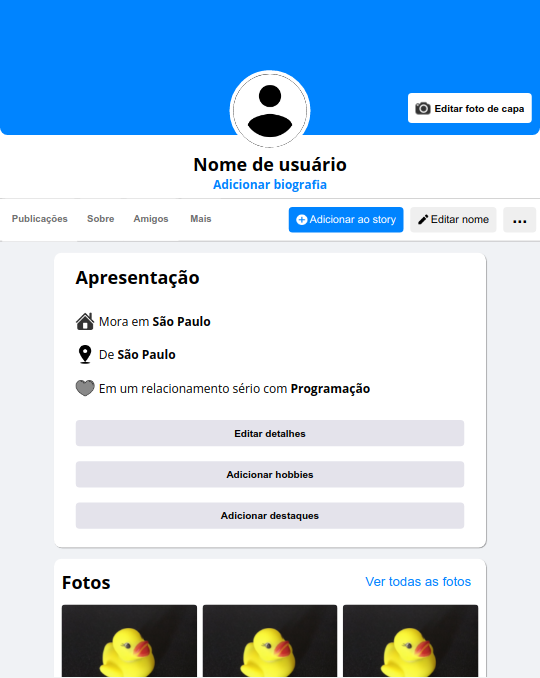 Editar foto de capa
Nome de usuário
Adicionar biografia
Publicações Sobre Amigos Mais Adicionar ao story Editar nome ...
Apresentação
Mora em São Paulo
De São Paulo
Em um relacionamento sério com Programação
Editar detalhes
Adicionar hobbies
Adicionar destaques
Fotos Ver todas as fotos